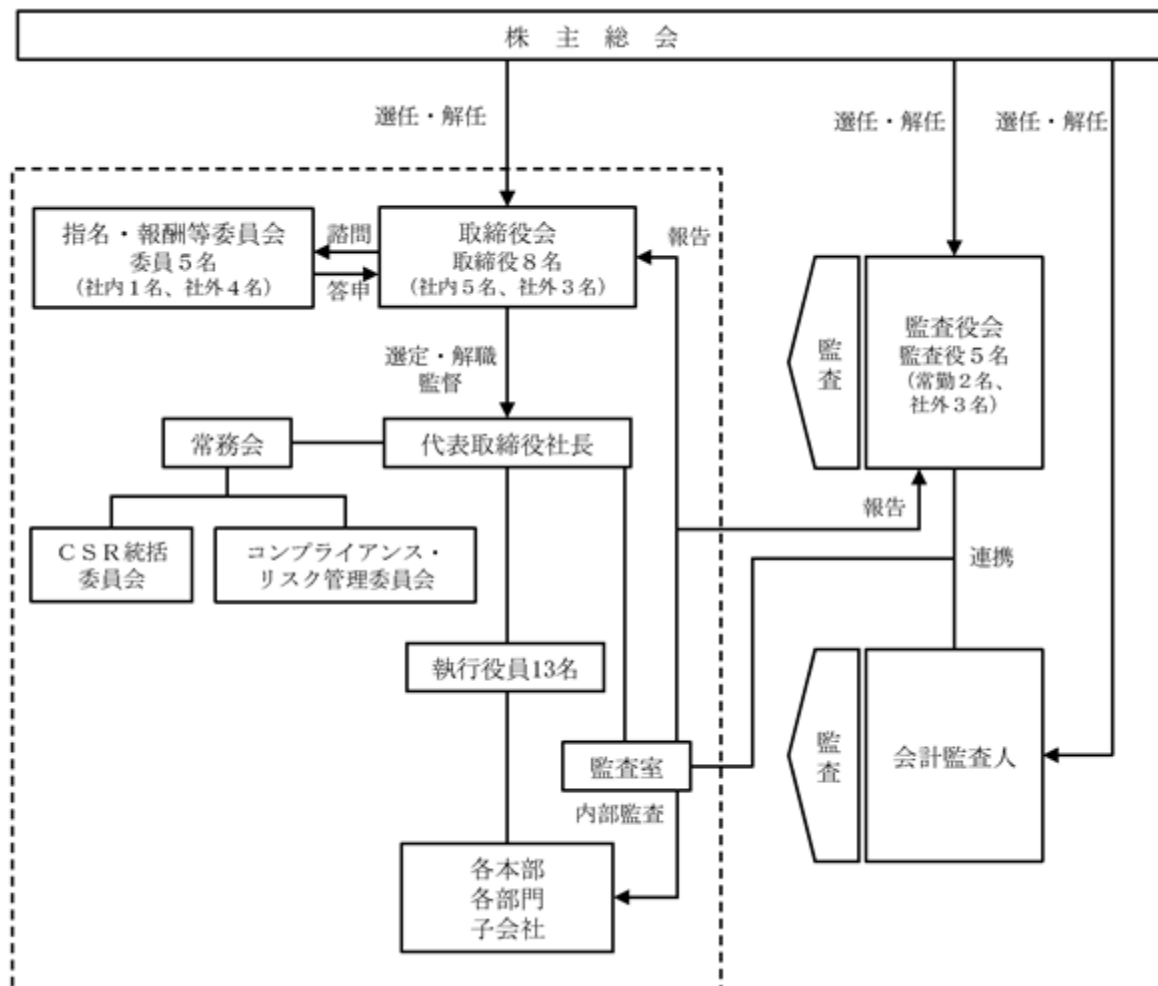 株主総会
選任・解任
選任・解任
選任・解任
指名・報酬等委員会
委員５名
（社内１名、社外４名）
諮問
答申
取締役会
取締役８名
（社内５名、社外３名）
報告
監査
監査役会
監査役５名
（常勤２名、
社外３名）
選定・解職
監督
常務会
代表取締役社長
報告
ＣＳＲ統括
委員会
コンプライアンス・
リスク管理委員会
連携
執行役員13名
監査室
内部監査
監査
会計監査人
各本部
各部門
子会社